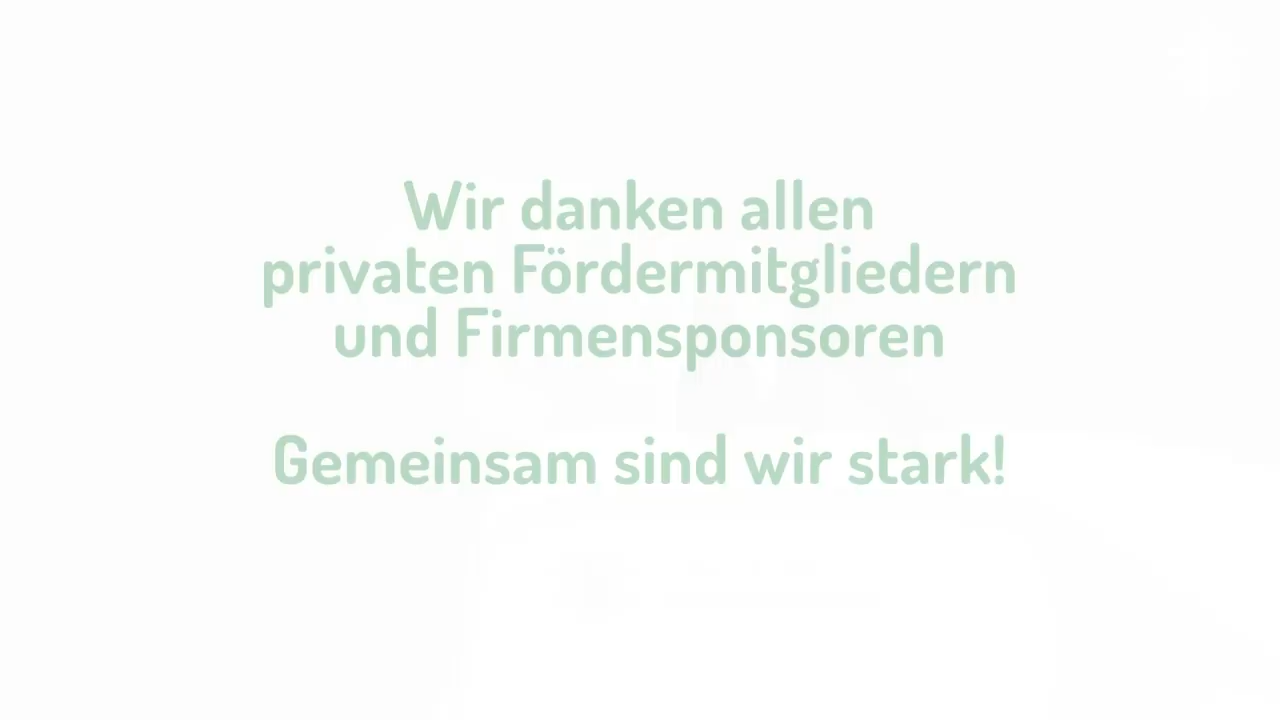 Wir danken allen
privaten Fördermitgliedern
und Firmensponsoren
Gemeinsam sind wir stark!